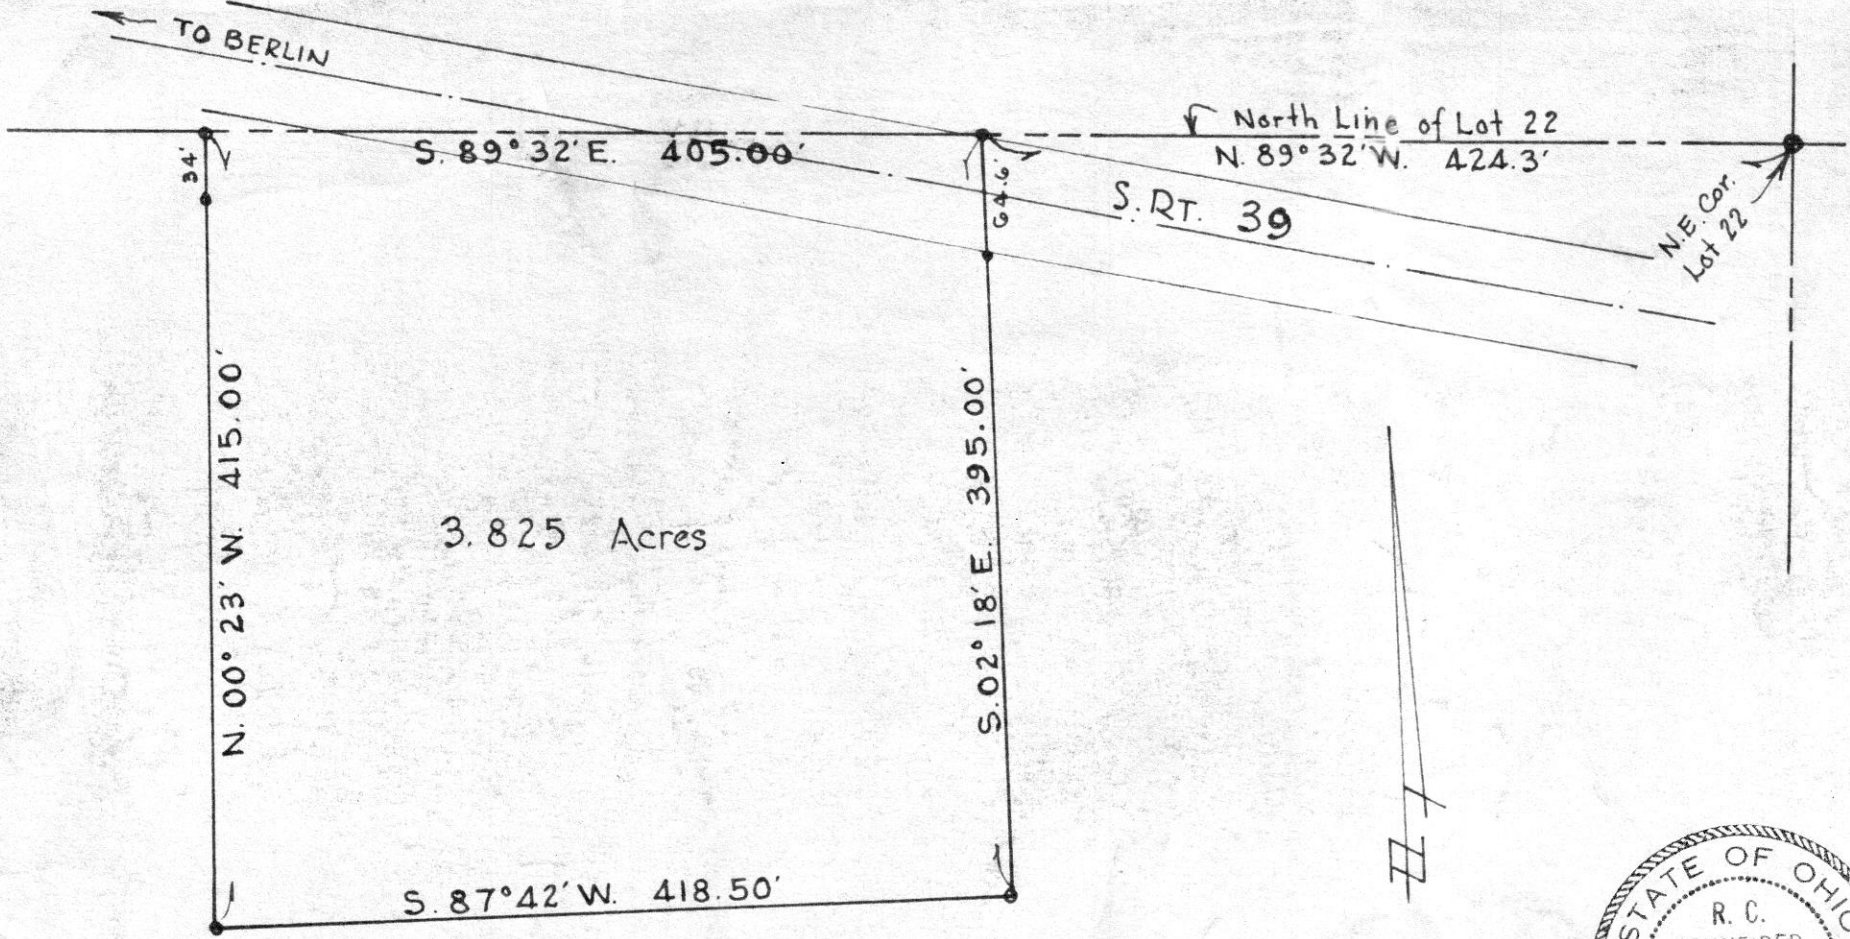 TO BERLIN
North Line of Lot 22
S. 89° 32' E. 405.00'
N. 89° 32' W. 424.3'
34'
64.6'
S. RT. 39
N.E. Cor.
Lot 22
N. 00° 23' W. 415.00'
S. 02° 18' E. 395.00'
3.825 Acres
S. 87° 42' W. 418.50'
STATE OF OHIO
R. C.